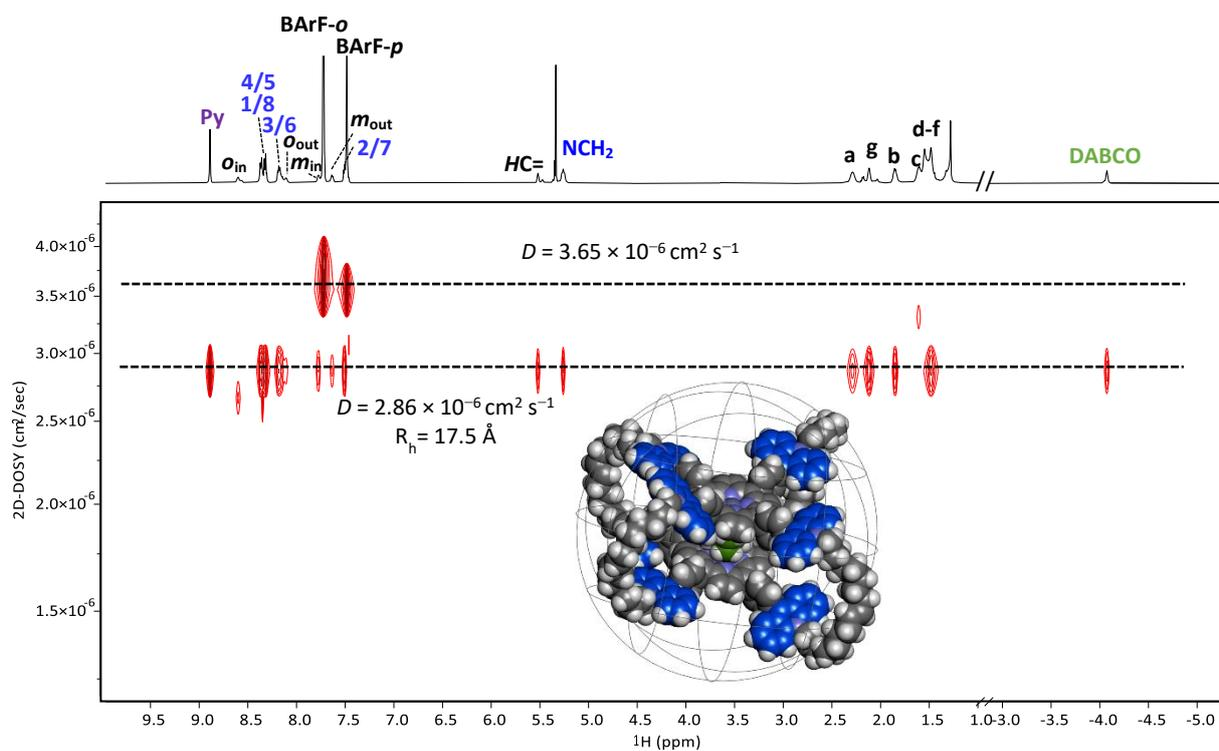 BArF-o
BArF-p
4/5
1/8
Py
3/6
o_in
o_out
m_in
m_out
2/7
HC=
NCH₂
a
g
b
c
d-f
DABCO
4.0×10⁻⁶
D = 3.65 × 10⁻⁶ cm² s⁻¹
3.5×10⁻⁶
3.0×10⁻⁶
D = 2.86 × 10⁻⁶ cm² s⁻¹
R_h = 17.5 Å
2.5×10⁻⁶
2.0×10⁻⁶
1.5×10⁻⁶
2D-DOSY (cm²/sec)
9.5 9.0 8.5 8.0 7.5 7.0 6.5 6.0 5.5 5.0 4.5 4.0 3.5 3.0 2.5 2.0 1.5 1.0 -3.0 -3.5 -4.0 -4.5 -5.0
¹H (ppm)